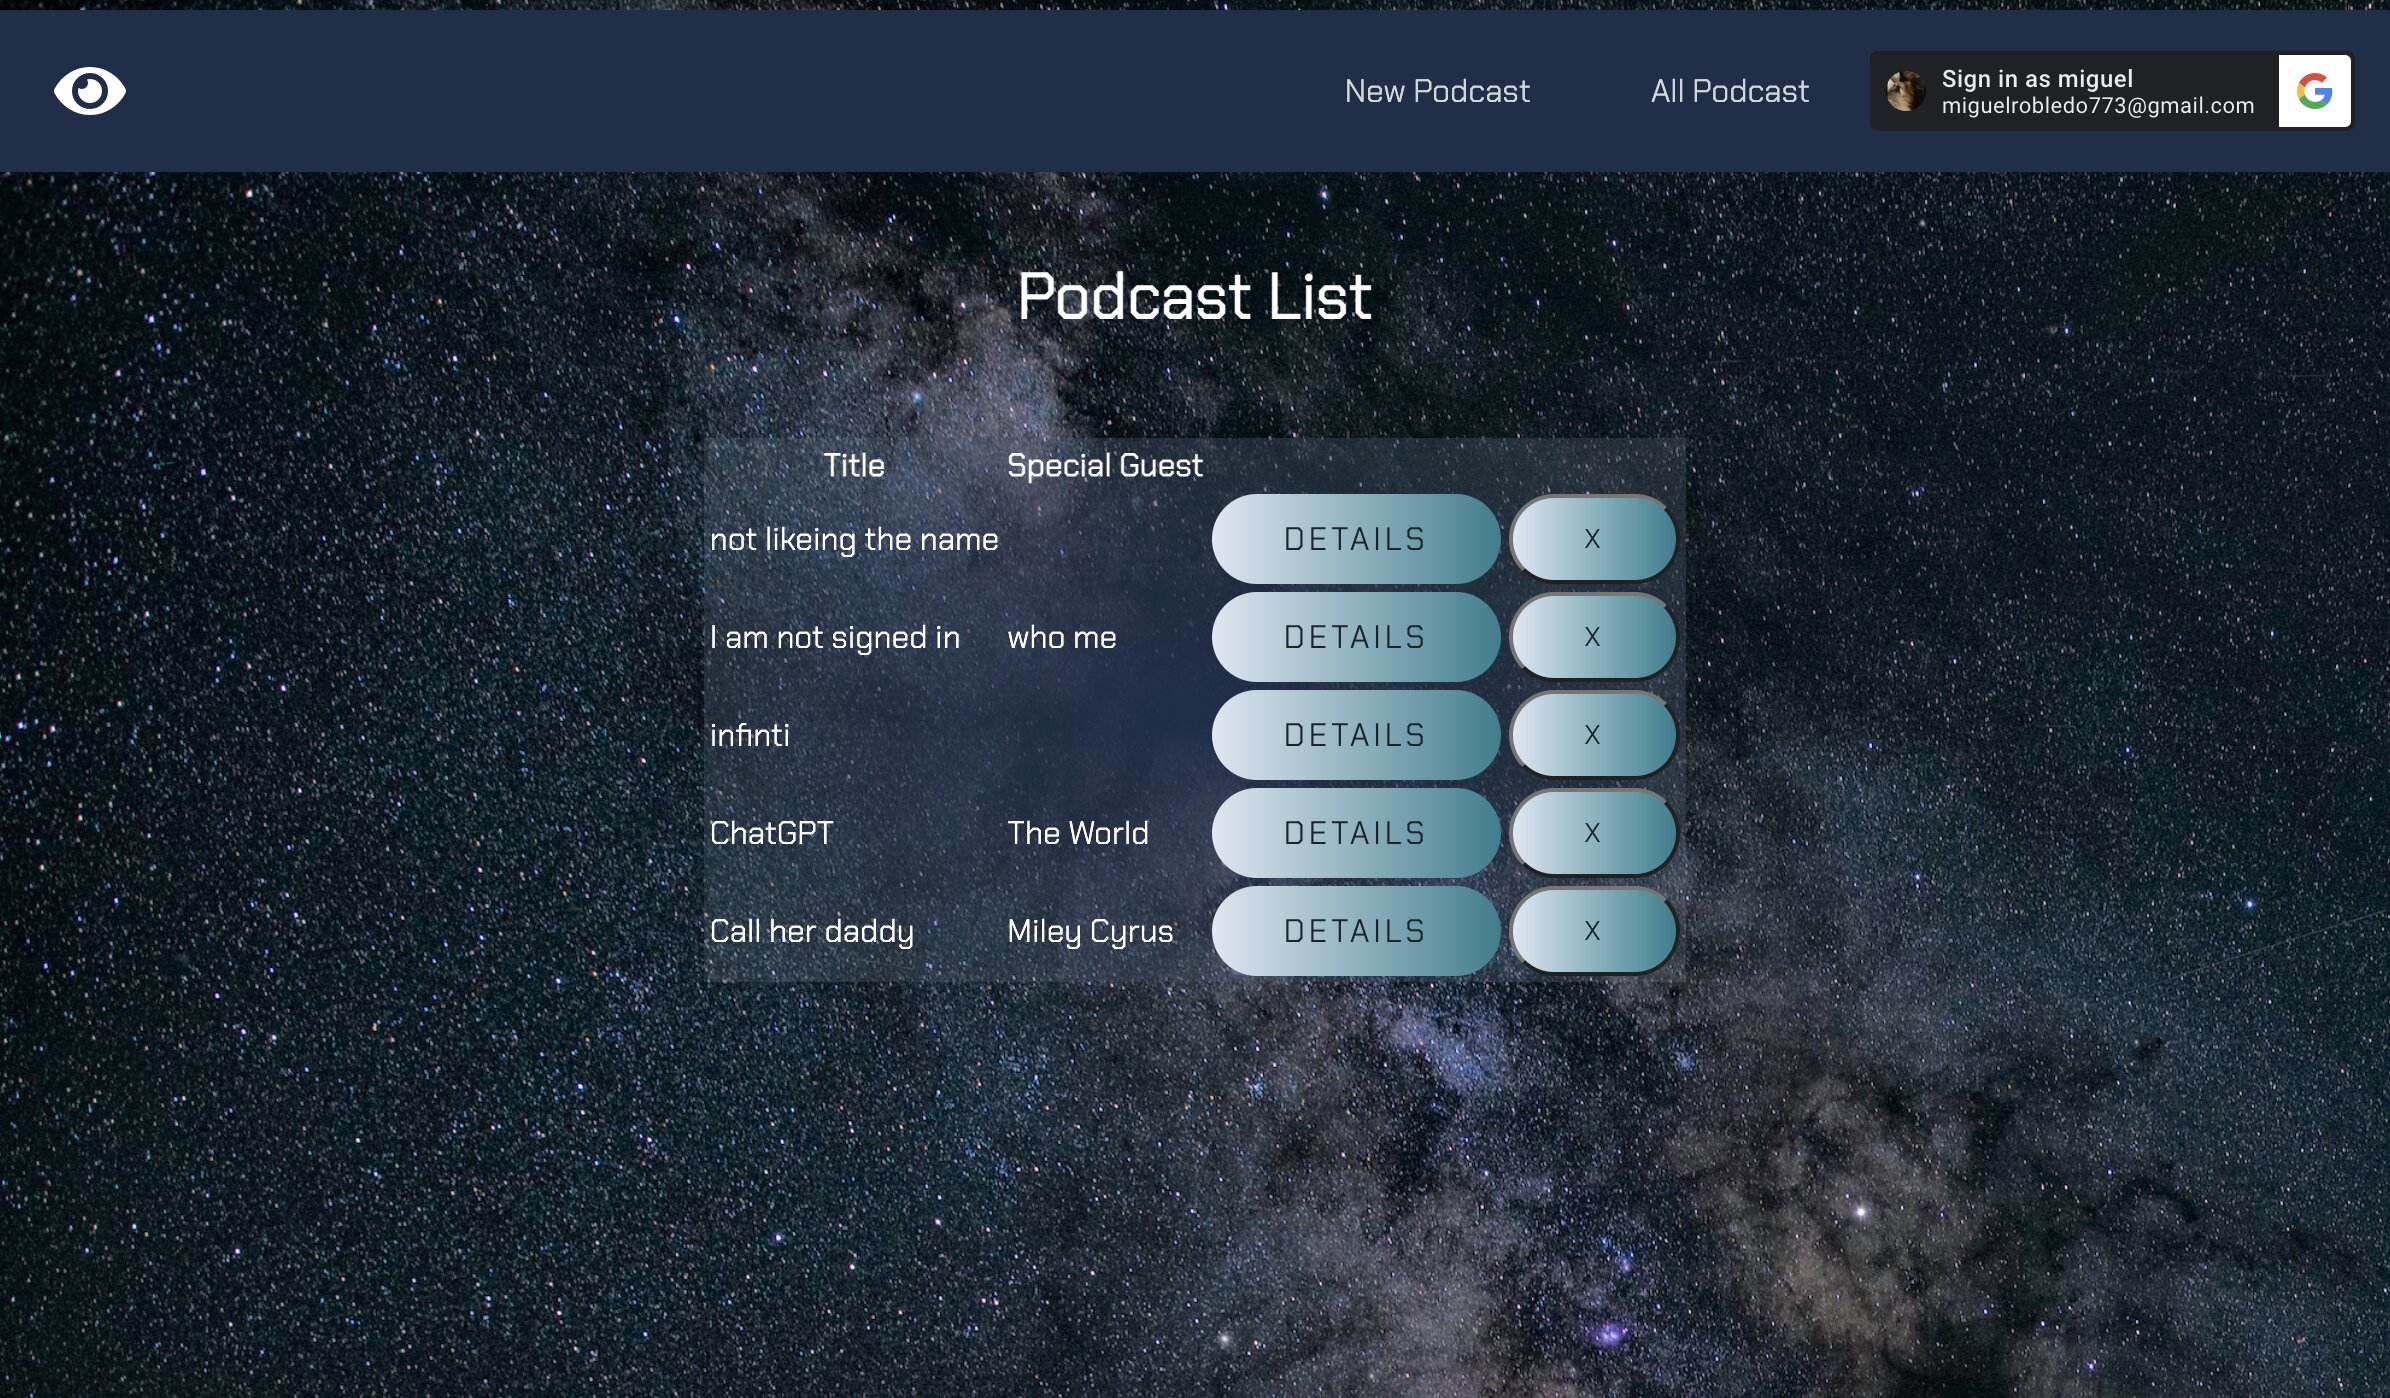 New Podcast All Podcast Sign in as miguel
miguelrobledo773@gmail.com
Podcast List
Title Special Guest
not likeing the name DETAILS X
I am not signed in who me DETAILS X
infinti DETAILS X
ChatGPT The World DETAILS X
Call her daddy Miley Cyrus DETAILS X